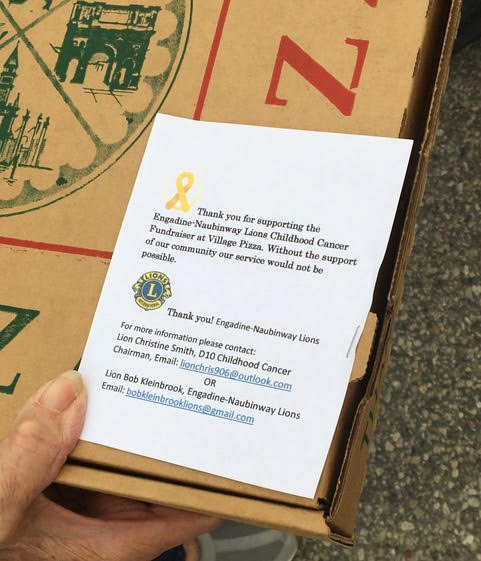 Z
Thank you for supporting the
Engadine-Naubinway Lions Childhood Cancer
Fundraiser at Village Pizza. Without the support
of our community our service would not be
possible.
LIONS
L
Thank you! Engadine-Naubinway Lions
For more information please contact:
Lion Christine Smith, D10 Childhood Cancer
Chairman, Email: lionchris906@outlook.com
OR
Lion Bob Kleinbrook, Engadine-Naubinway Lions
Email: bobkleinbrooklions@gmail.com
Z